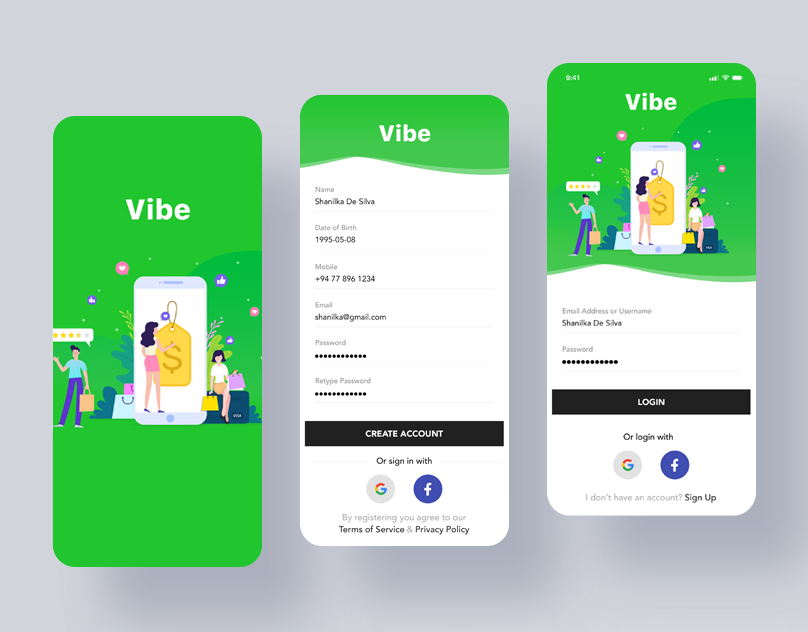 Vibe
VISA
Vibe
Name
Shanilka De Silva
Date of Birth
1995-05-08
Mobile
+94 77 896 1234
Email
shanilka@gmail.com
Password
••••••••••••
Retype Password
••••••••••••
CREATE ACCOUNT
Or sign in with
G
f
By registering you agree to our
Terms of Service & Privacy Policy
9:41
Vibe
VISA
Email Address or Username
Shanilka De Silva
Password
•••••••••••••
LOGIN
Or login with
G
f
I don't have an account? Sign Up